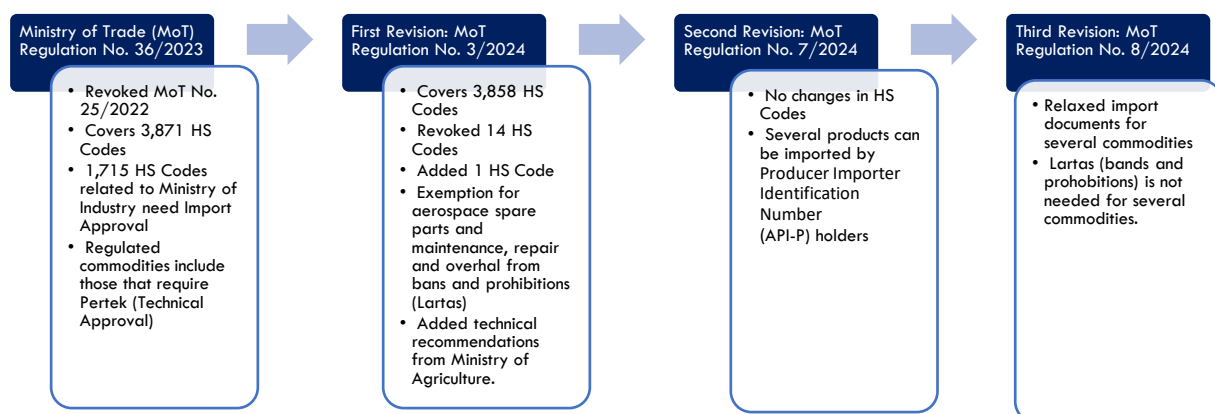 Ministry of Trade (MoT)
Regulation No. 36/2023
• Revoked MoT No.
25/2022
• Covers 3,871 HS
Codes
• 1,715 HS Codes
related to Ministry of
Industry need Import
Approval
• Regulated
commodities include
those that require
Pertek (Technical
Approval)
First Revision: MoT
Regulation No. 3/2024
• Covers 3,858 HS
Codes
• Revoked 14 HS
Codes
• Added 1 HS Code
• Exemption for
aerospace spare
parts and
maintenance, repair
and overhal from
bans and prohibitions
(Lartas)
• Added technical
recommendations
from Ministry of
Agriculture.
Second Revision: MoT
Regulation No. 7/2024
• No changes in HS
Codes
• Several products can
be imported by
Producer Importer
Identification
Number
(API-P) holders
Third Revision: MoT
Regulation No. 8/2024
• Relaxed import
documents for
several commodities
• Lartas (bands and
prohobitions) is not
needed for several
commodities.